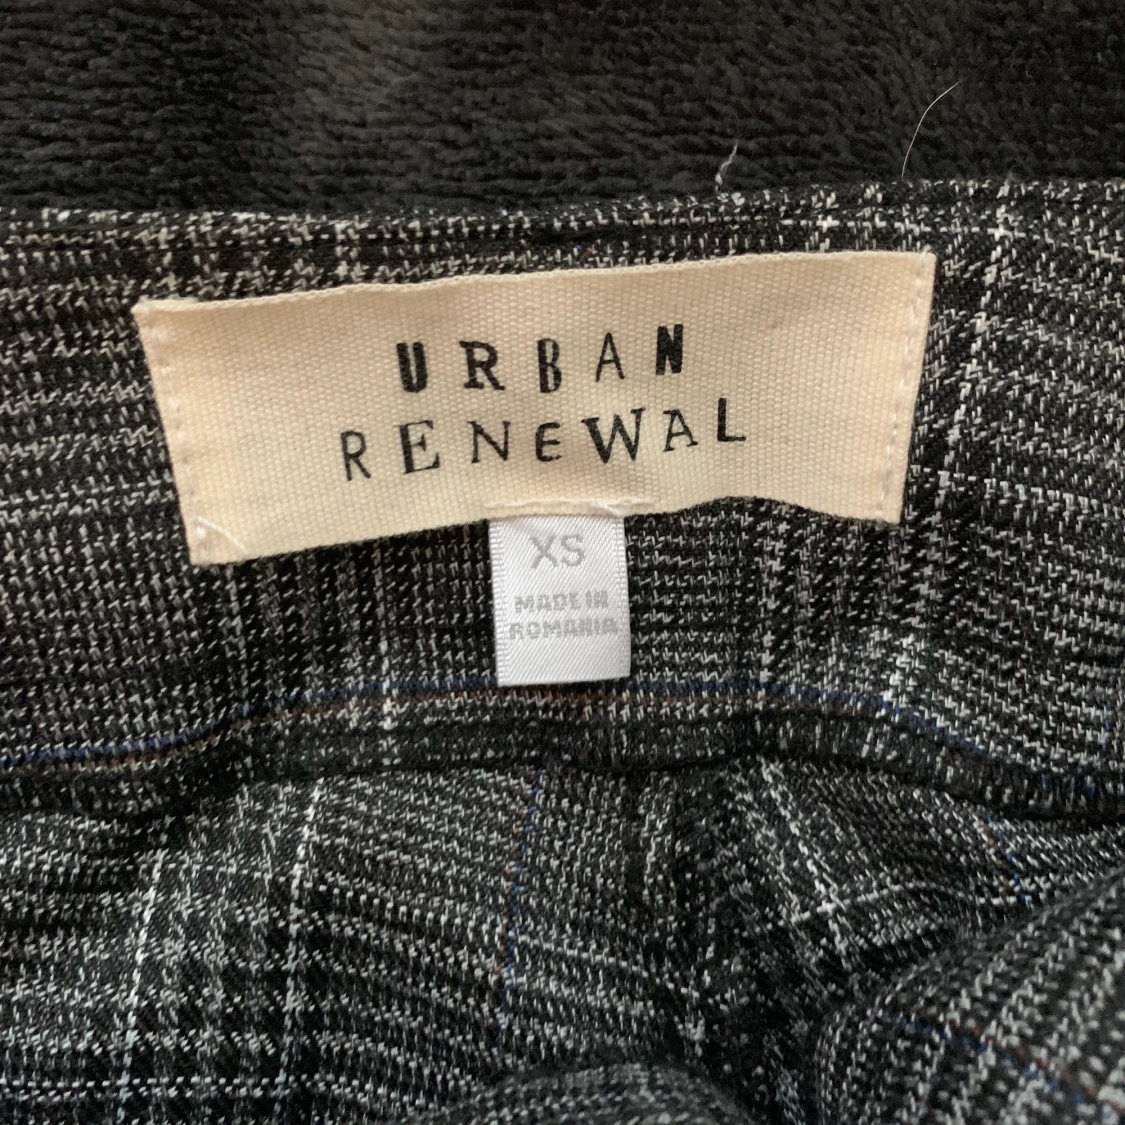 URBAN
RENeWAL
XS
MADE IN
ROMANIA